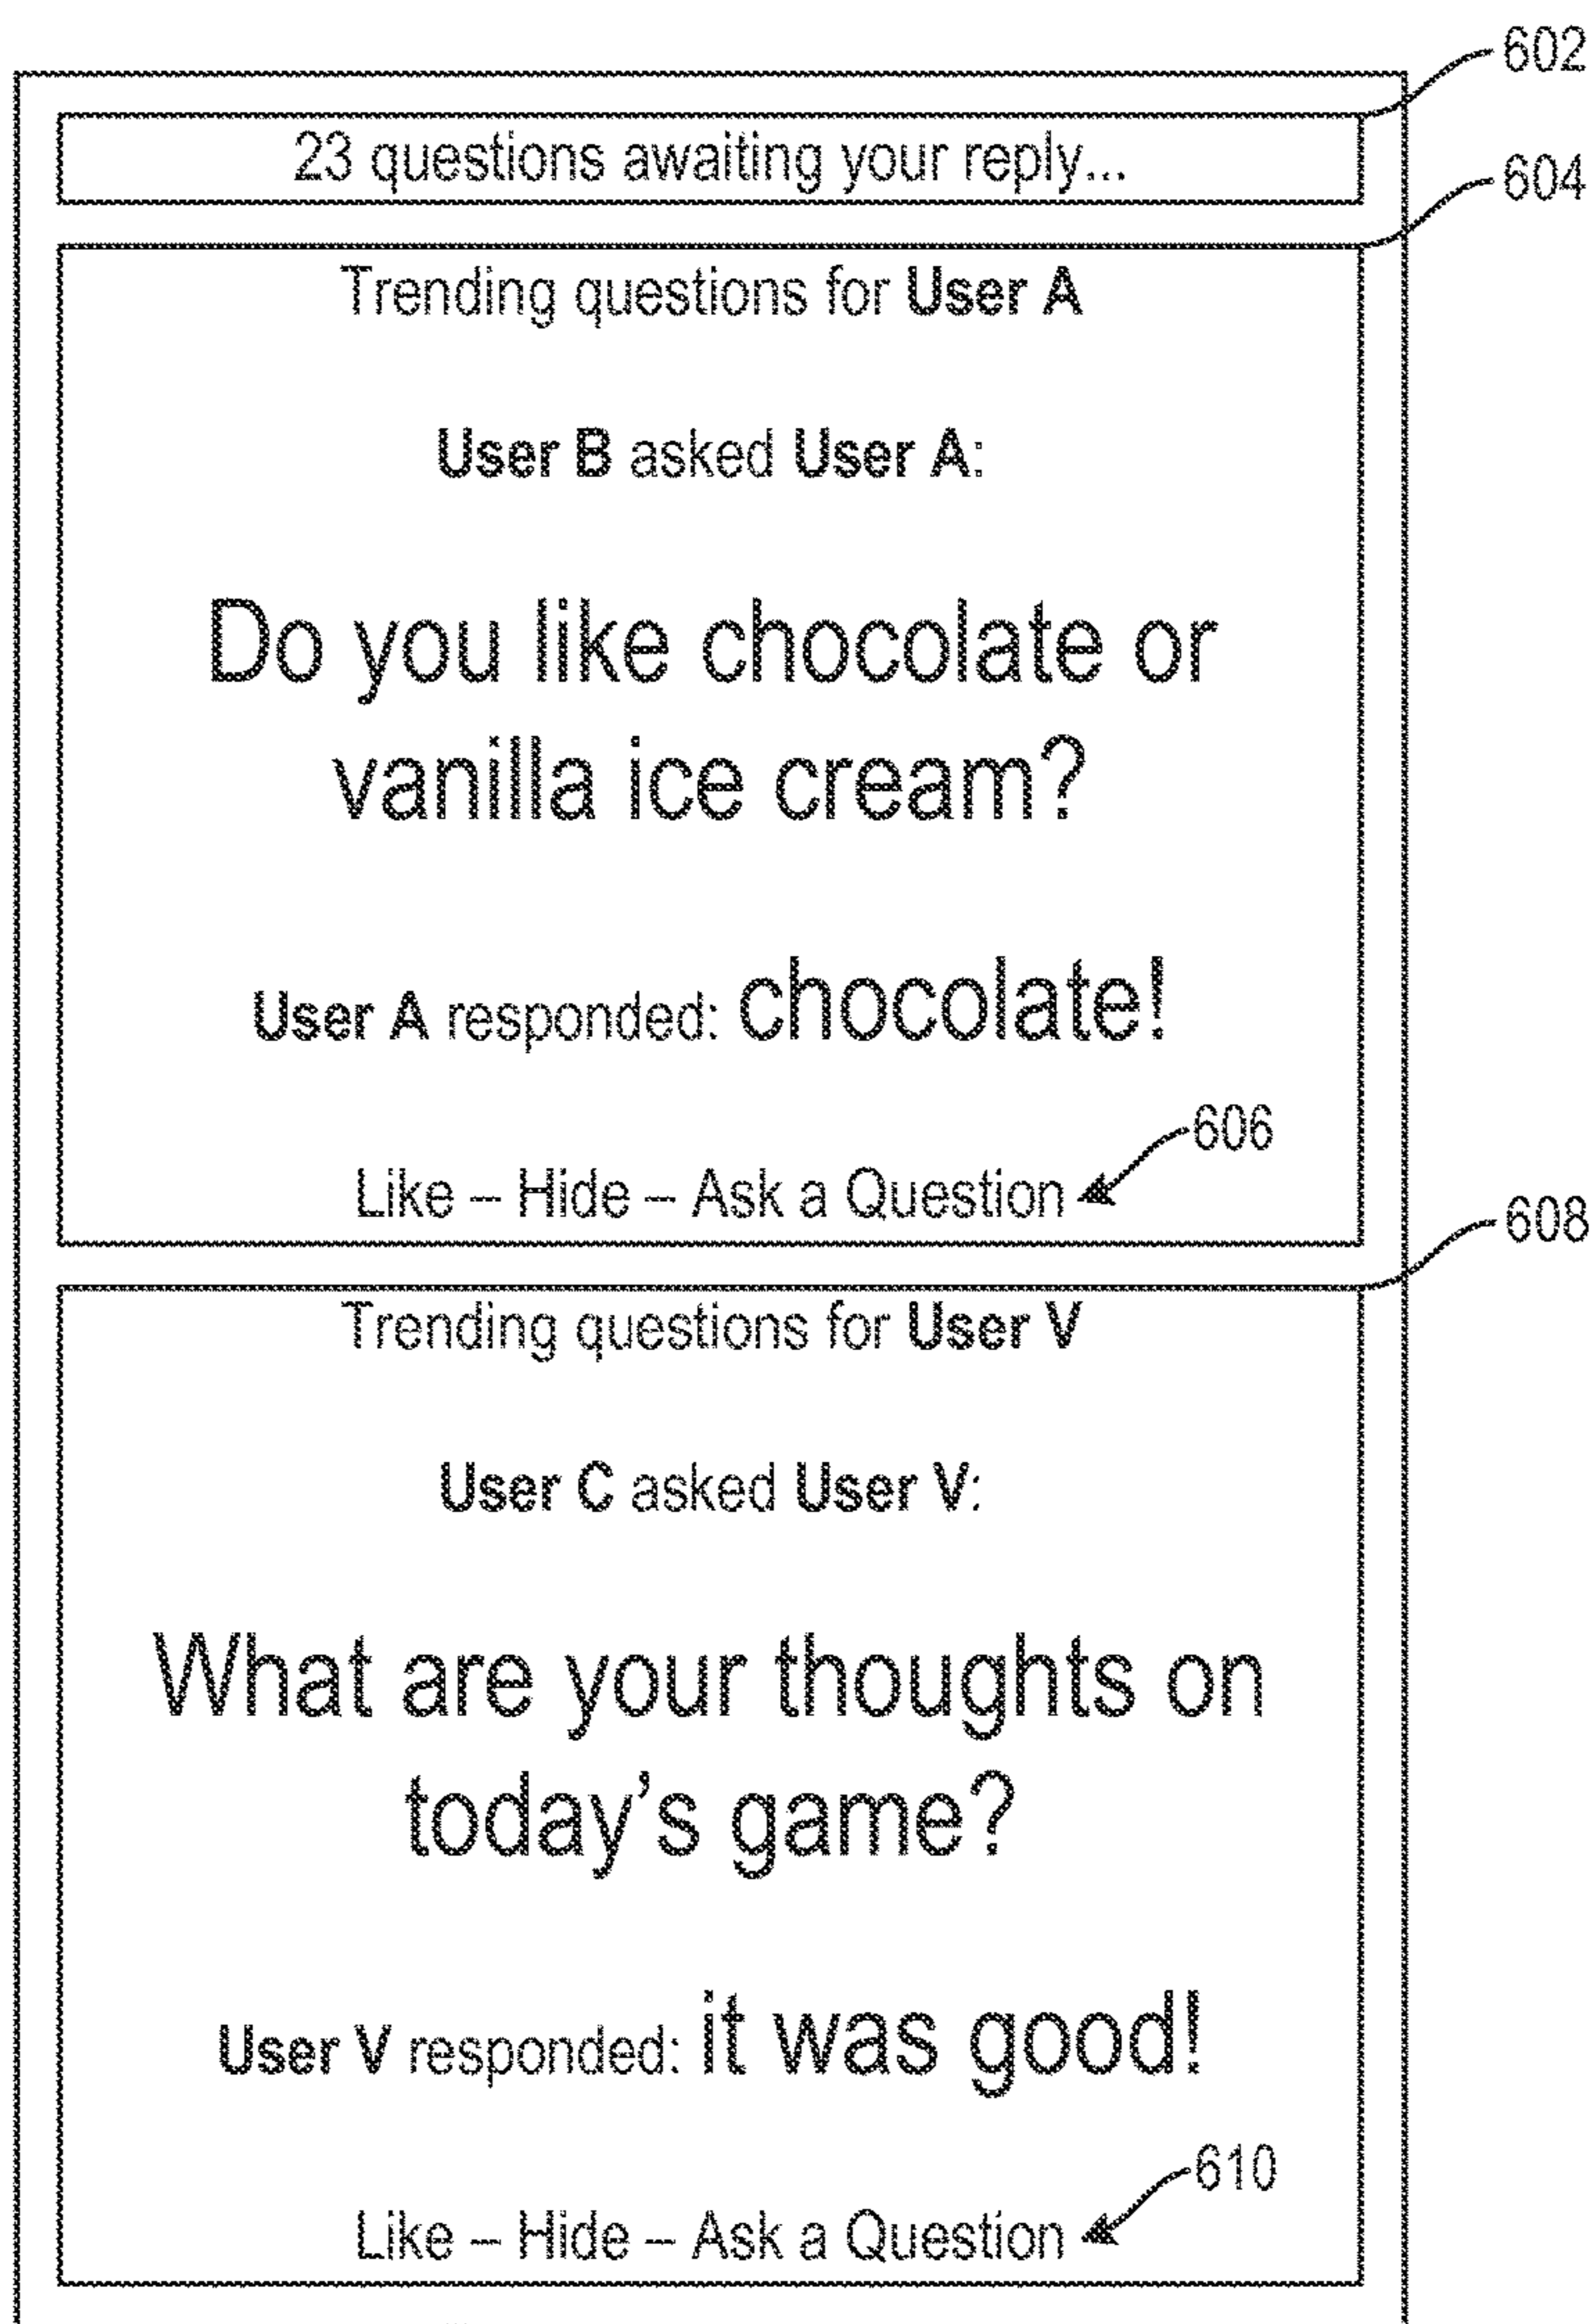 602
23 questions awaiting your reply...
604
Trending questions for User A
User B asked User A:
Do you like chocolate or
vanilla ice cream?
User A responded: chocolate!
606
Like – Hide – Ask a Question
608
Trending questions for User V
User C asked User V:
What are your thoughts on
today's game?
User V responded: it was good!
610
Like – Hide – Ask a Question